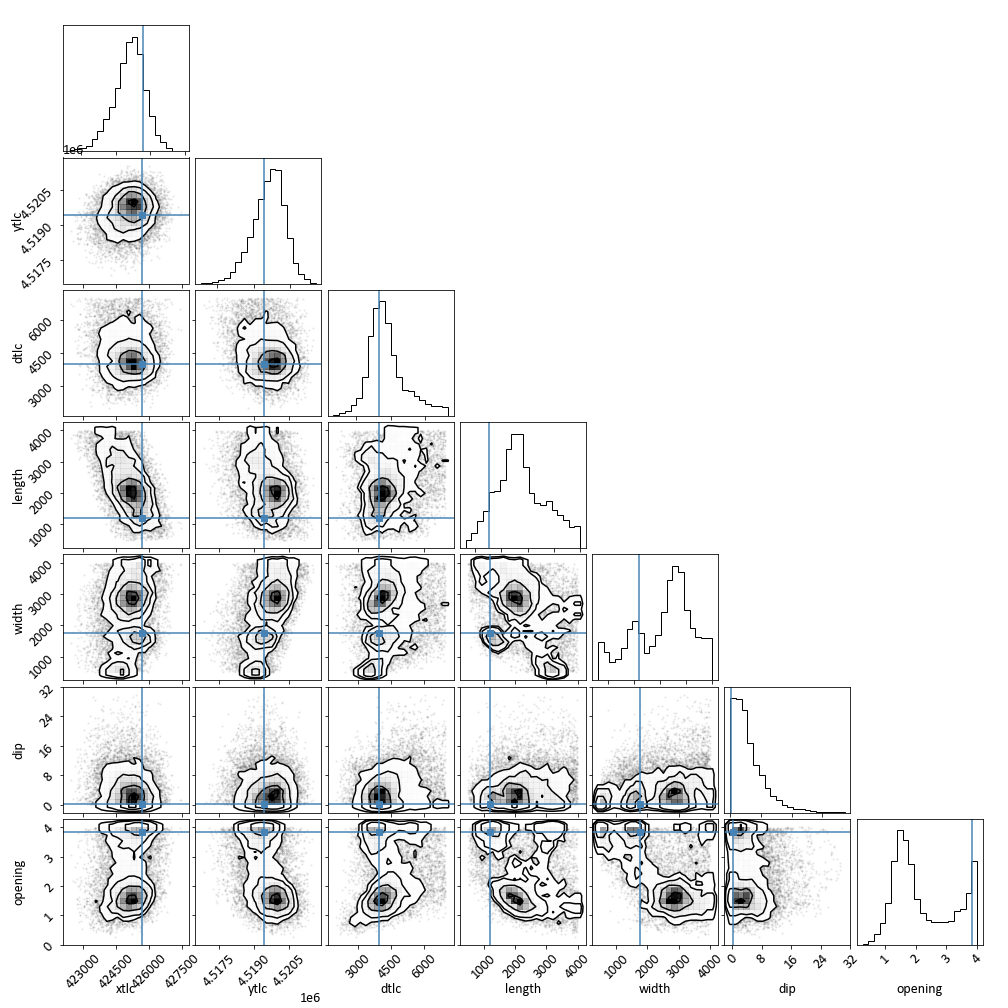 1e6
ytlc
4.5205
4.5190
4.5175
dtlc
6000
4500
3000
length
4000
3000
2000
1000
width
4000
3000
2000
1000
dip
32
24
16
8
0
opening
4
3
2
1
0
423000 424500 426000 427500 4.5175 4.5190 4.5205 3000 4500 6000 1000 2000 3000 4000 1000 2000 3000 4000 0 8 16 24 32 1 2 3 4
xtlc ytlc dtlc length width dip opening
1e6